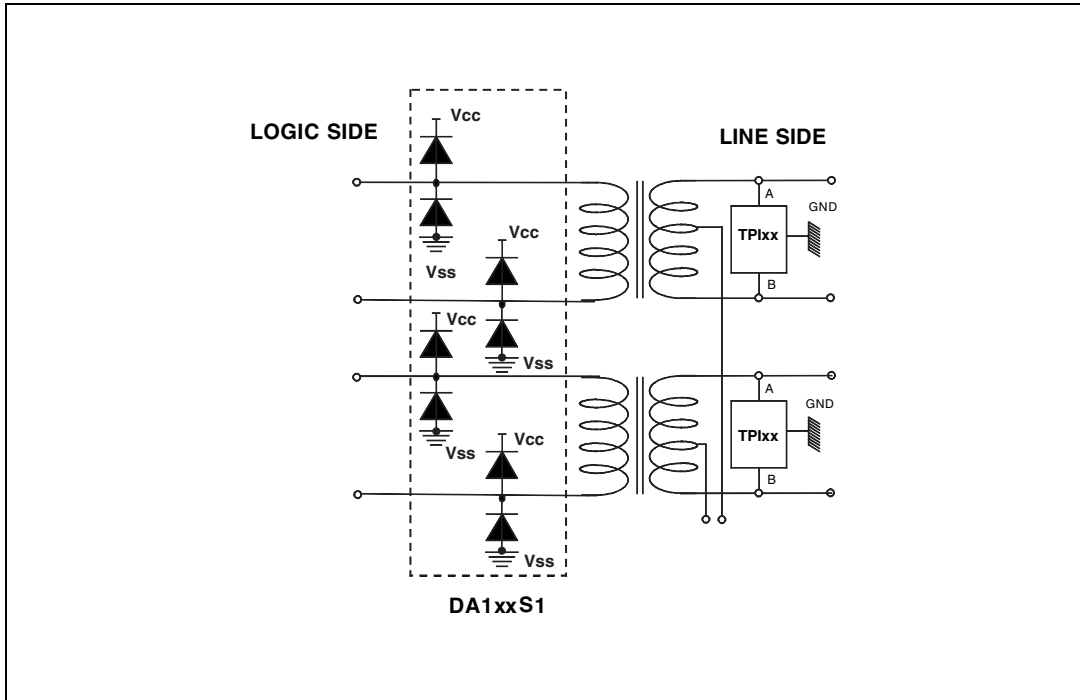 LOGIC SIDE
Vcc
LINE SIDE
A
GND
TPIxx
B
Vcc
Vss
Vcc
Vss
A
GND
TPIxx
B
Vcc
Vss
Vss
DA1xxS1